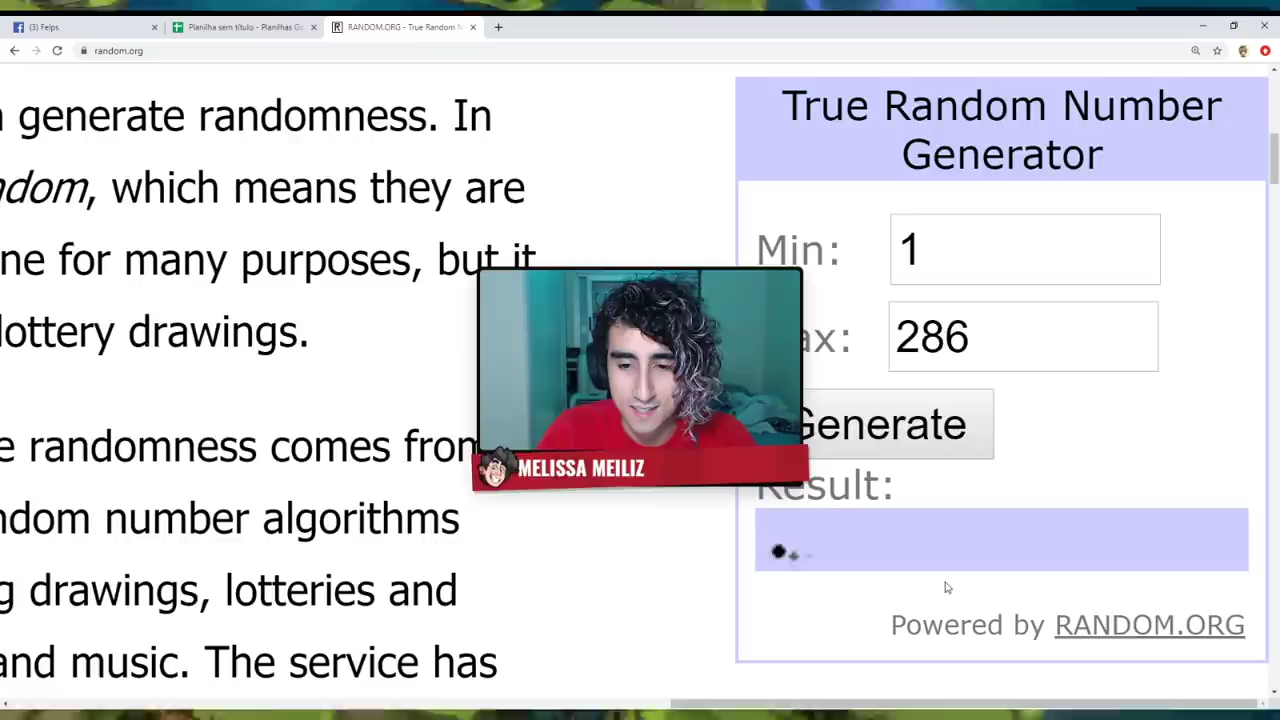 (3) Felps
Planilha sem título - Planilhas Go
RANDOM.ORG - True Random N
random.org
generate randomness. In
, which means they are
ne for many purposes, but it
lottery drawings.
e randomness comes from
ndom number algorithms
g drawings, lotteries and
and music. The service has
True Random Number
Generator
Min: 1
ax: 286
Generate
Result:
Powered by RANDOM.ORG
MELISSA MEILIZ